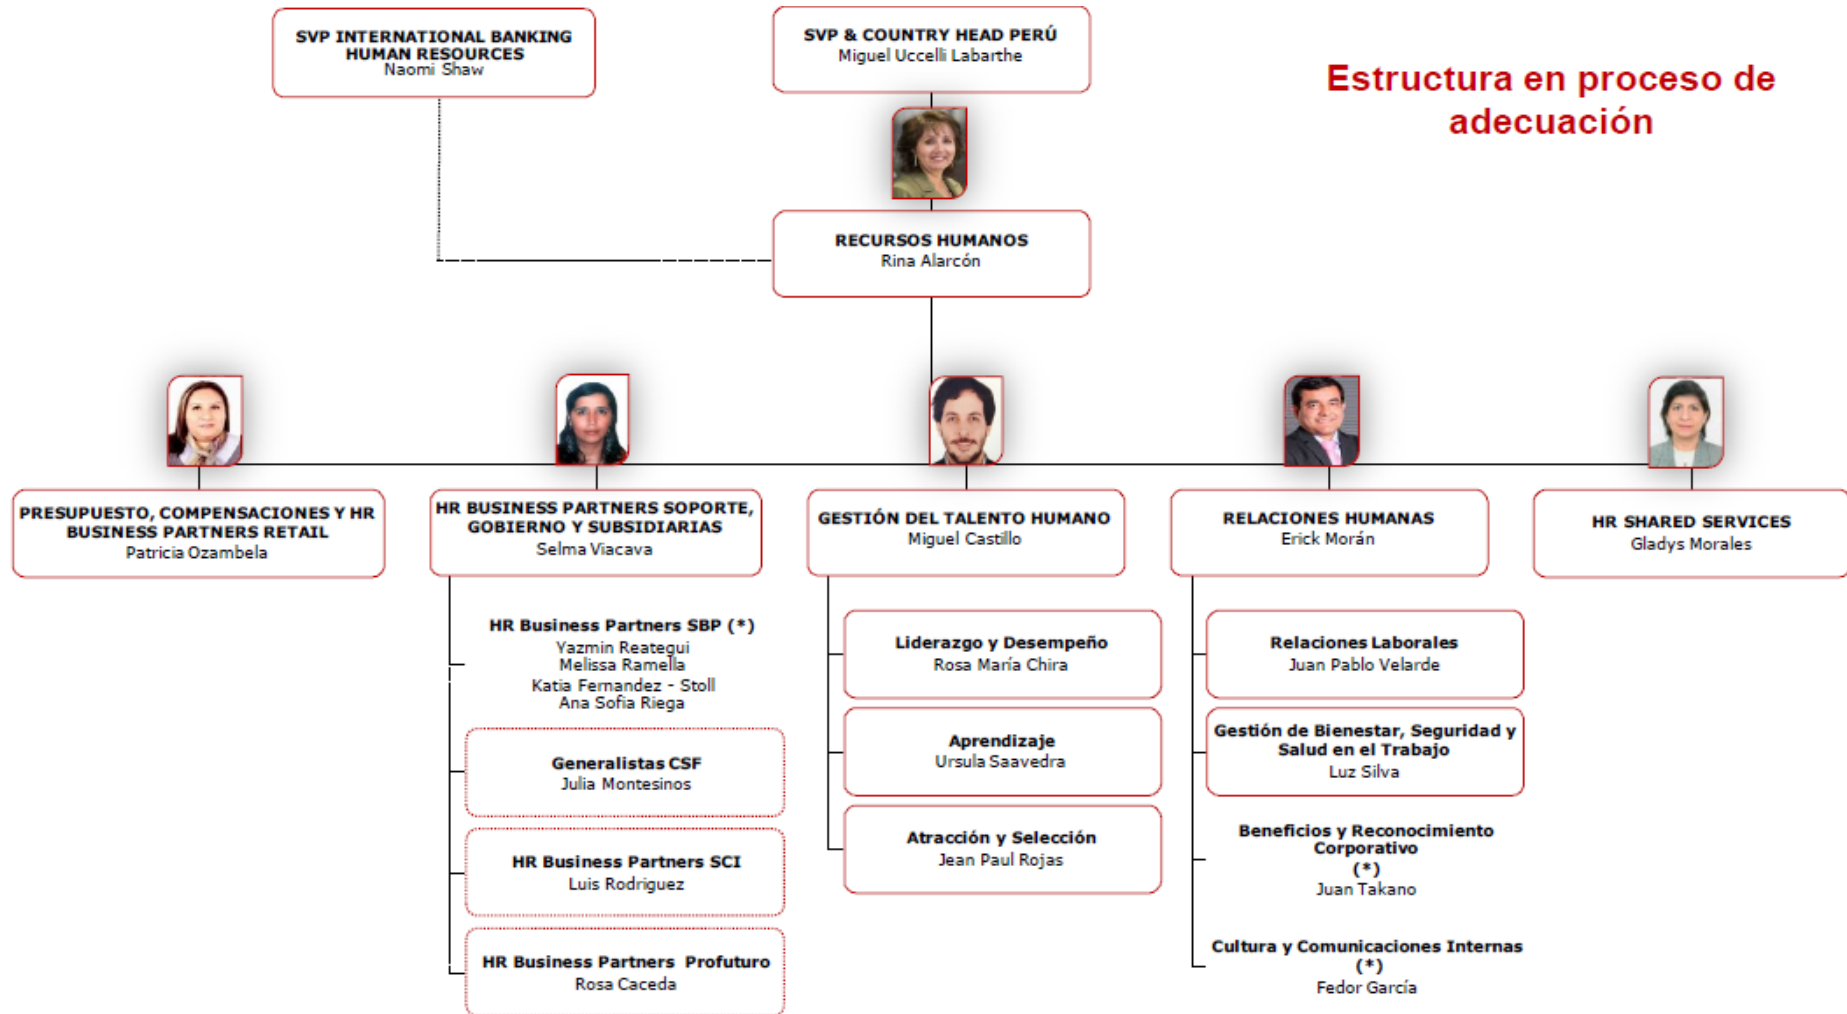 SVP INTERNATIONAL BANKING
HUMAN RESOURCES
Naomi Shaw
SVP & COUNTRY HEAD PERÚ
Miguel Uccelli Labarthe
Estructura en proceso de
adecuación
RECURSOS HUMANOS
Rina Alarcón
PRESUPUESTO, COMPENSACIONES Y HR
BUSINESS PARTNERS RETAIL
Patricia Ozambela
HR BUSINESS PARTNERS SOPORTE,
GOBIERNO Y SUBSIDIARIAS
Selma Viacava
GESTIÓN DEL TALENTO HUMANO
Miguel Castillo
RELACIONES HUMANAS
Erick Morán
HR SHARED SERVICES
Gladys Morales
HR Business Partners SBP (*)
Yazmin Reategui
Melissa Ramella
Katia Fernandez - Stoll
Ana Sofia Riega
Generalistas CSF
Julia Montesinos
HR Business Partners SCI
Luis Rodriguez
HR Business Partners Profuturo
Rosa Caceda
Liderazgo y Desempeño
Rosa María Chira
Aprendizaje
Ursula Saavedra
Atracción y Selección
Jean Paul Rojas
Relaciones Laborales
Juan Pablo Velarde
Gestión de Bienestar, Seguridad y
Salud en el Trabajo
Luz Silva
Beneficios y Reconocimiento
Corporativo
(*)
Juan Takano
Cultura y Comunicaciones Internas
(*)
Fedor García